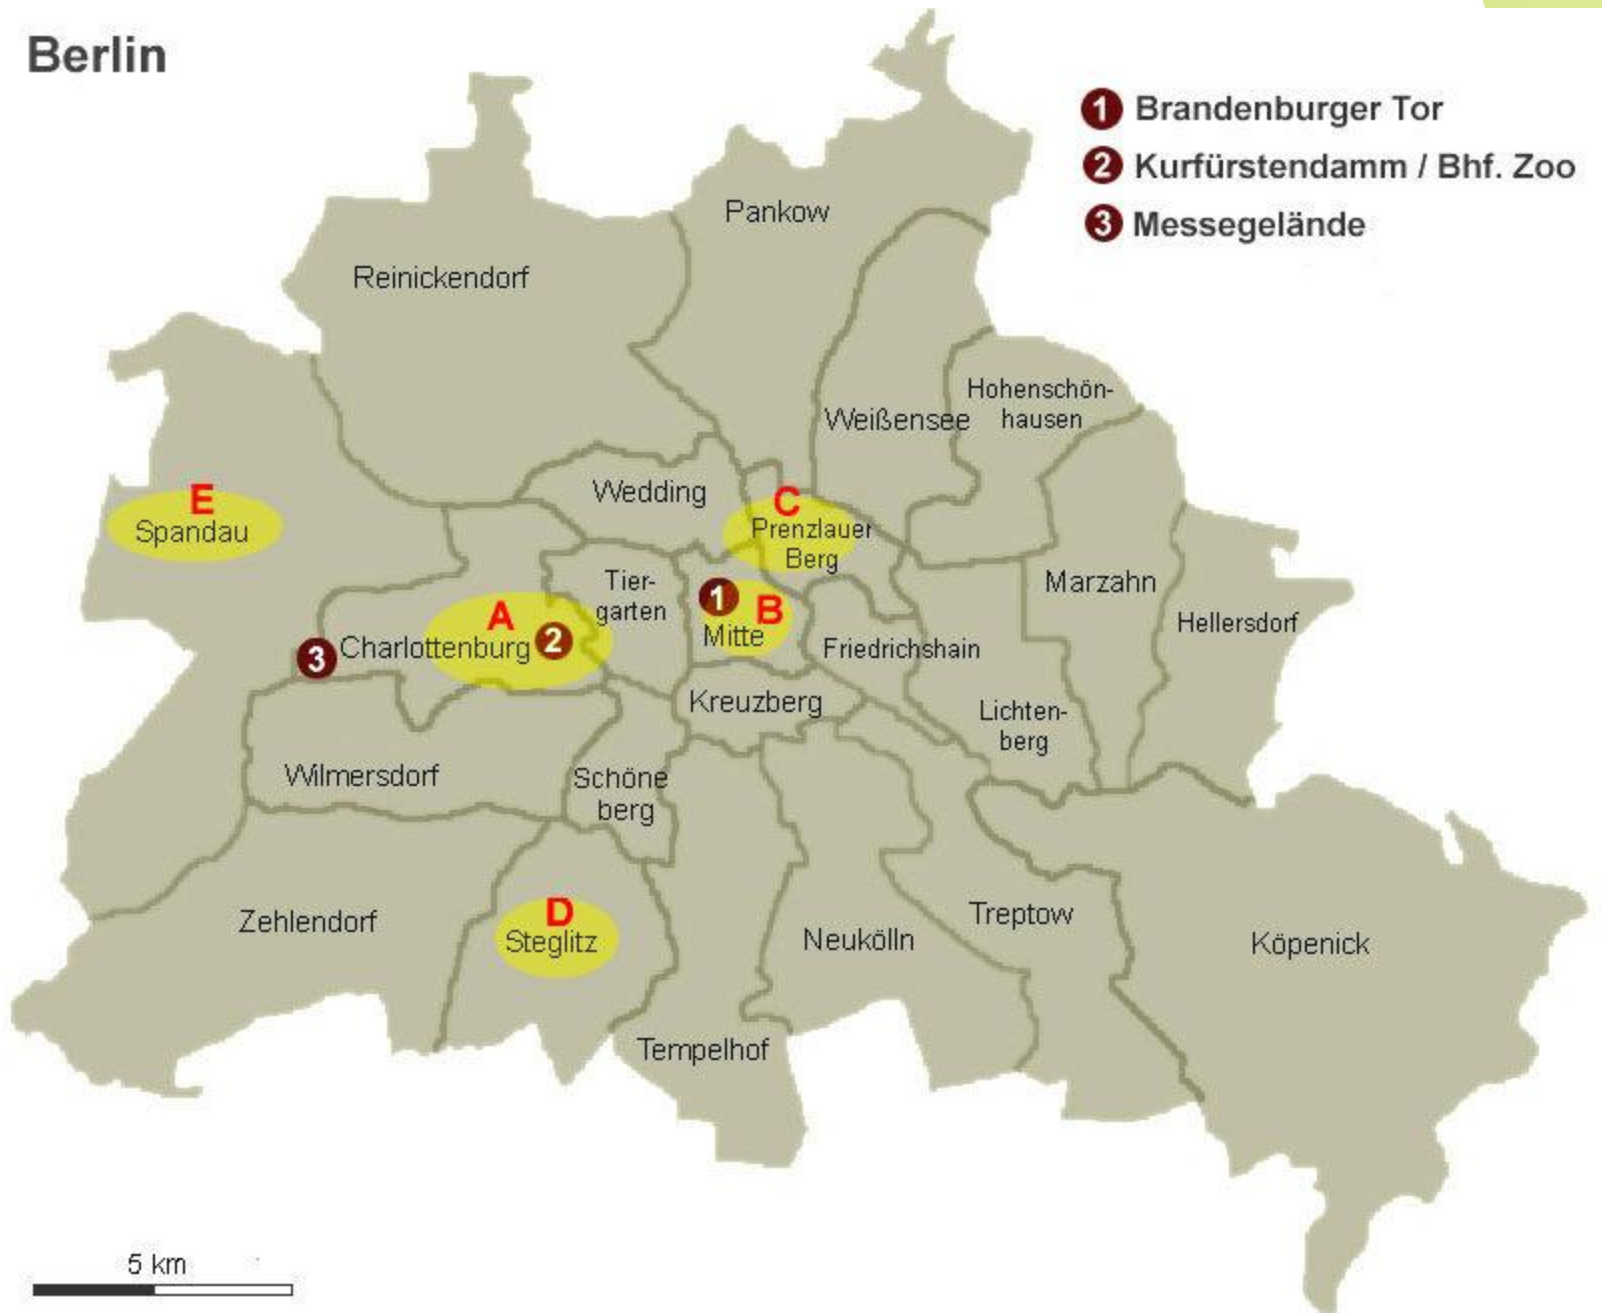 Berlin
1 Brandenburger Tor
2 Kurfürstendamm / Bhf. Zoo
3 Messegelände
Pankow
Reinickendorf
Hohenschön-
hausen
Weißensee
Wedding
E
Spandau
C
Prenzlauer
Berg
Tier-
garten
Marzahn
Hellersdorf
A
Charlottenburg
2
3
1
B
Mitte
Friedrichshain
Kreuzberg
Lichten-
berg
Wilmersdorf
Schöne
berg
Zehlendorf
D
Steglitz
Neukölln
Treptow
Köpenick
Tempelhof
5 km